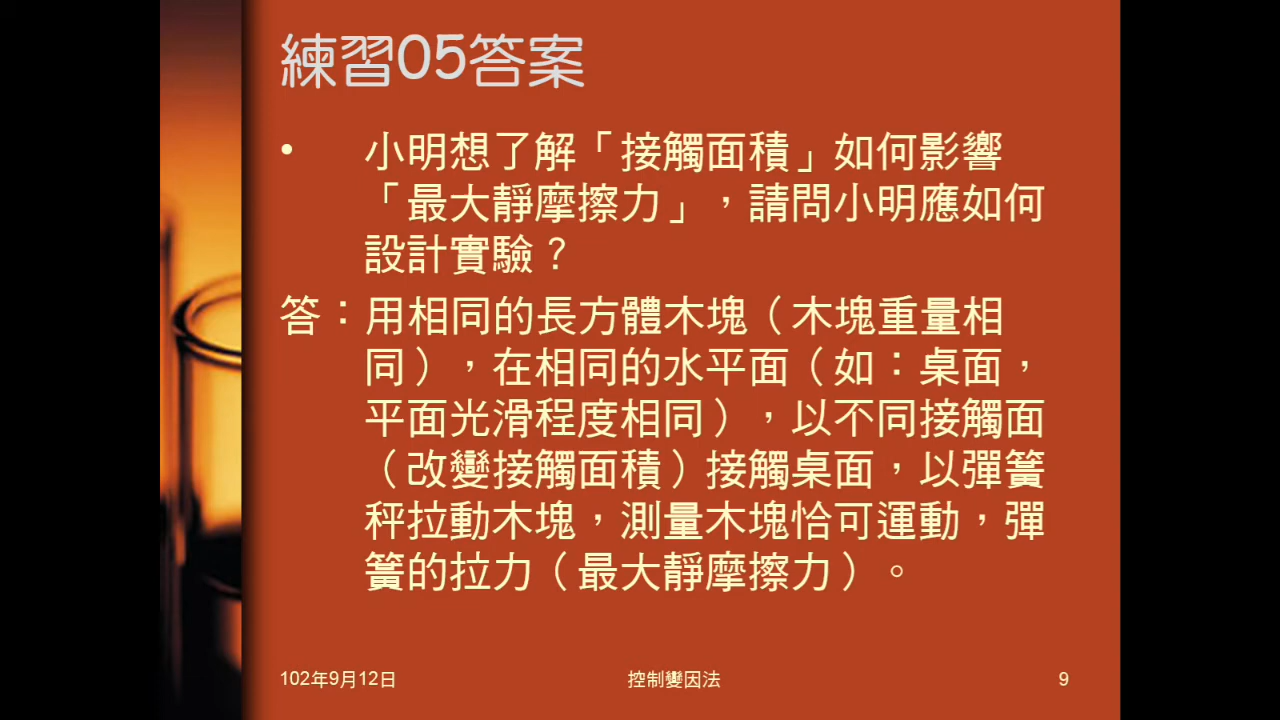 練習05答案
• 小明想了解「接觸面積」如何影響
「最大靜摩擦力」，請問小明應如何
設計實驗？
答：用相同的長方體木塊（木塊重量相
同），在相同的水平面（如：桌面，
平面光滑程度相同），以不同接觸面
（改變接觸面積）接觸桌面，以彈簧
秤拉動木塊，測量木塊恰可運動，彈
簧的拉力（最大靜摩擦力）。
102年9月12日
控制變因法
9